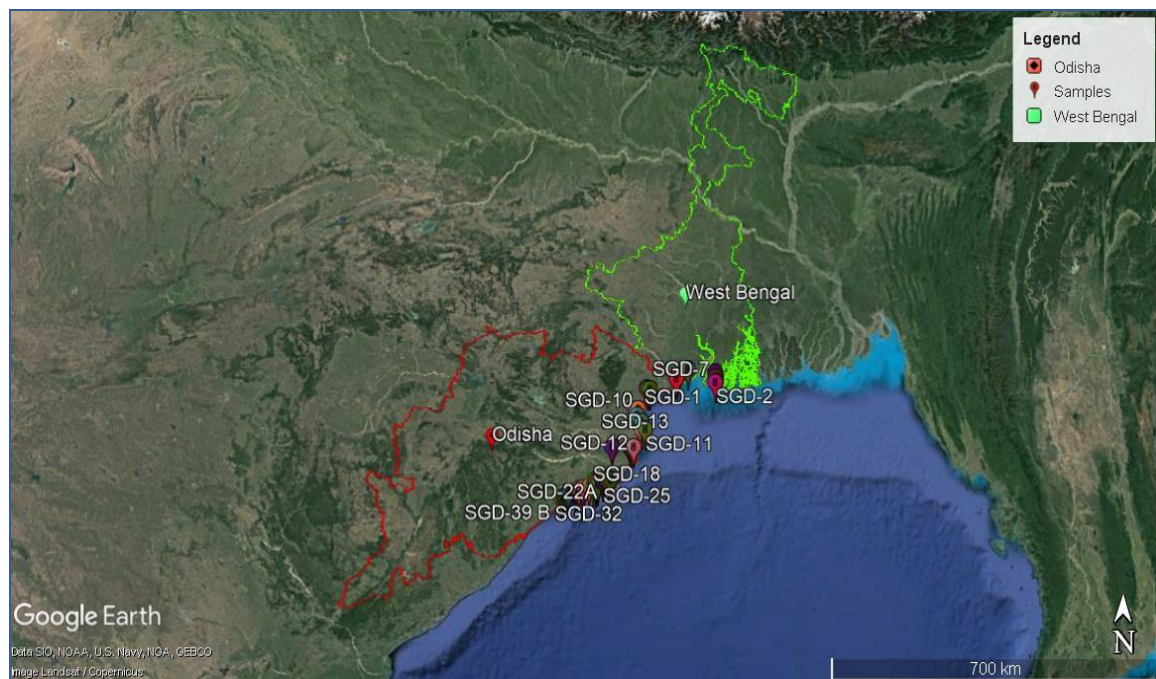 Legend
Odisha
Samples
West Bengal
West Bengal
SGD-7
SGD-10
SGD-1
SGD-2
SGD-13
Odisha
SGD-12
SGD-11
SGD-18
SGD-22A
SGD-25
SGD-39 B
SGD-32
Google Earth
Data SIO, NOAA, U.S. Navy, NGA, GEBCO
Image Landsat / Copernicus
N
700 km